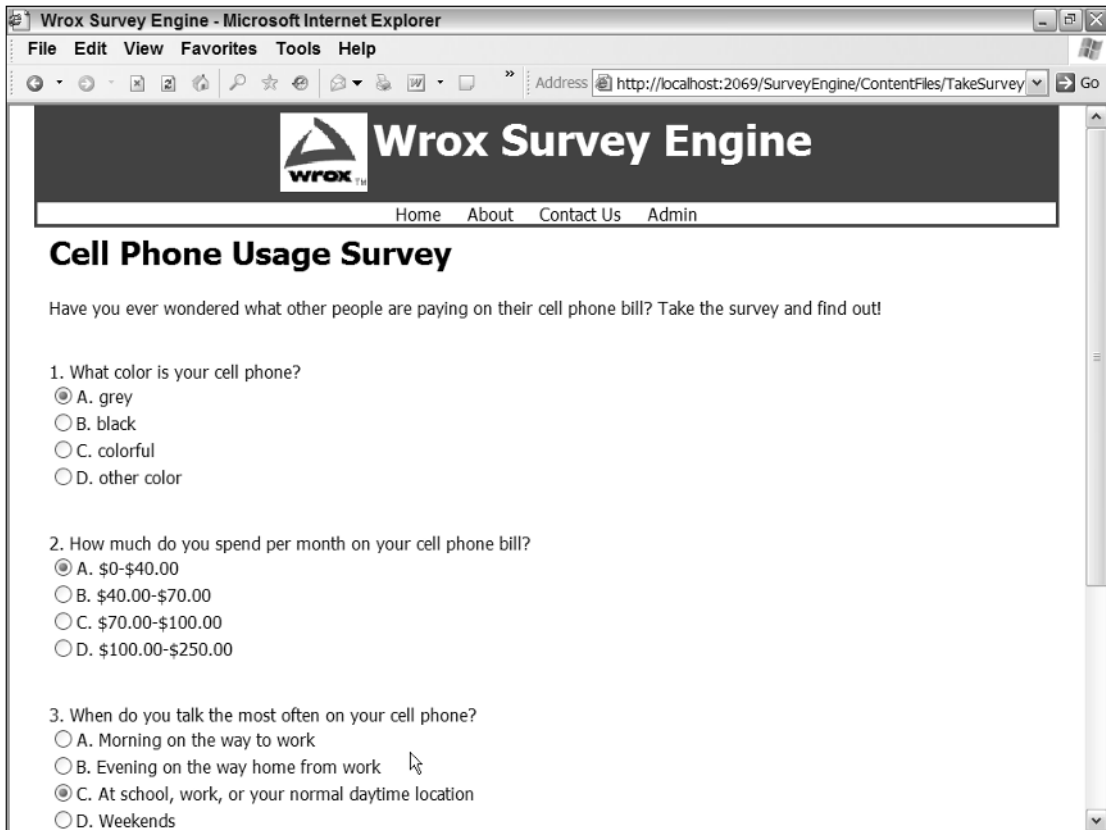 Wrox Survey Engine - Microsoft Internet Explorer
File Edit View Favorites Tools Help
» Address http://localhost:2069/SurveyEngine/ContentFiles/TakeSurvey Go
wrox TM
Wrox Survey Engine
Home About Contact Us Admin
Cell Phone Usage Survey
Have you ever wondered what other people are paying on their cell phone bill? Take the survey and find out!
1. What color is your cell phone?
A. grey
B. black
C. colorful
D. other color
2. How much do you spend per month on your cell phone bill?
A. $0-$40.00
B. $40.00-$70.00
C. $70.00-$100.00
D. $100.00-$250.00
3. When do you talk the most often on your cell phone?
A. Morning on the way to work
B. Evening on the way home from work
C. At school, work, or your normal daytime location
D. Weekends